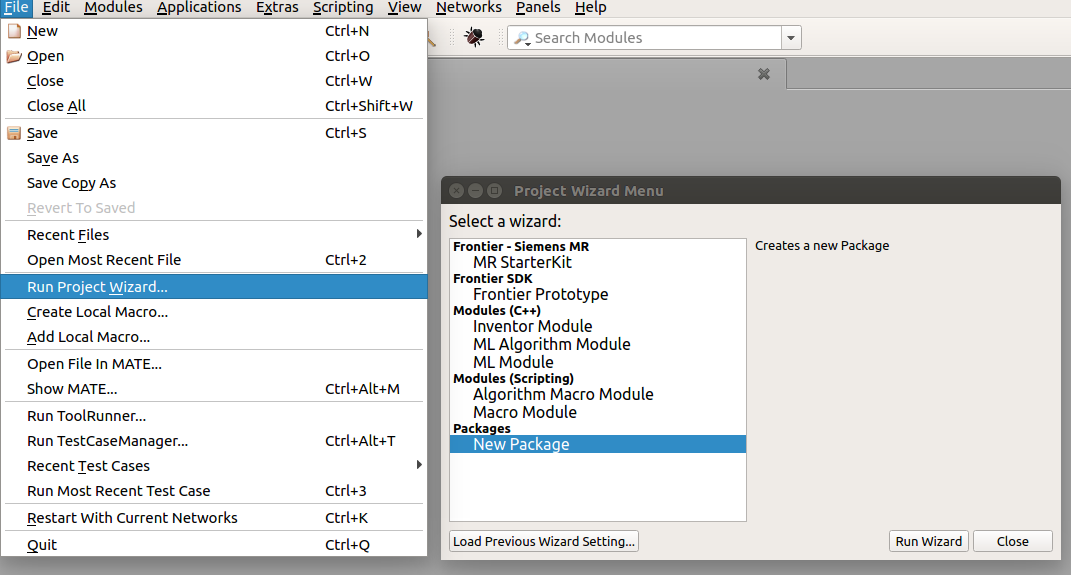 File Edit Modules Applications Extras Scripting View Networks Panels Help
New Ctrl+N
Open Ctrl+O
Close Ctrl+W
Close All Ctrl+Shift+W
Save Ctrl+S
Save As
Save Copy As
Revert To Saved
Recent Files
Open Most Recent File Ctrl+2
Run Project Wizard...
Create Local Macro...
Add Local Macro...
Open File In MATE...
Show MATE... Ctrl+Alt+M
Run ToolRunner...
Run TestCaseManager... Ctrl+Alt+T
Recent Test Cases
Run Most Recent Test Case Ctrl+3
Restart With Current Networks Ctrl+K
Quit Ctrl+Q
Search Modules
Project Wizard Menu
Select a wizard:
Frontier - Siemens MR
MR StarterKit
Frontier SDK
Frontier Prototype
Modules (C++)
Inventor Module
ML Algorithm Module
ML Module
Modules (Scripting)
Algorithm Macro Module
Macro Module
Packages
New Package
Creates a new Package
Load Previous Wizard Setting... Run Wizard Close